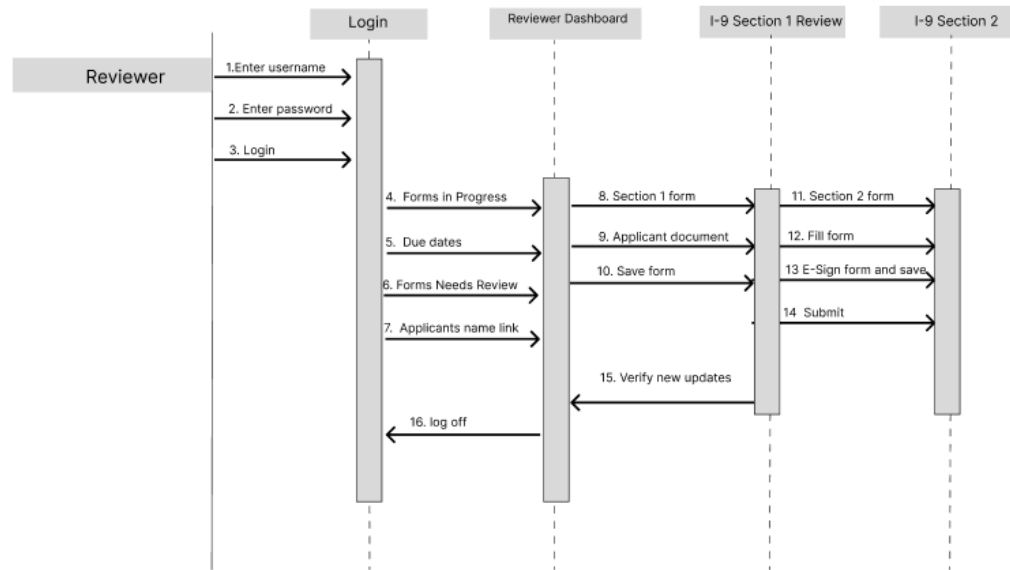 Login
Reviewer Dashboard
I-9 Section 1 Review
I-9 Section 2
Reviewer
1.Enter username
2. Enter password
3. Login
4. Forms in Progress
8. Section 1 form
11. Section 2 form
5. Due dates
9. Applicant document
12. Fill form
6. Forms Needs Review
10. Save form
13 E-Sign form and save
7. Applicants name link
14 Submit
15. Verify new updates
16. log off